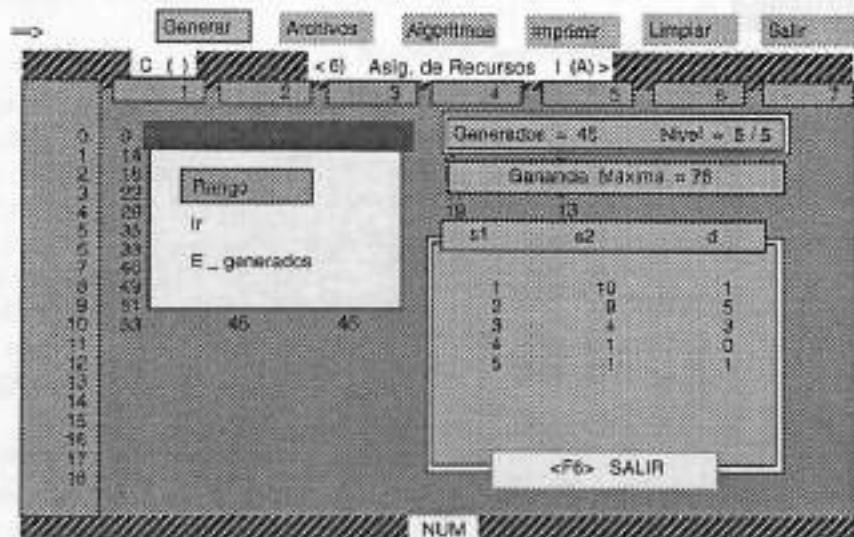 Generar Archivos Algoritmos Imprimir Limpiar Salir
C ( ) < 6) Asig. de Recursos I (A) >
1 2 3 4 5 6 7
Generados = 45 Nivel = 5 / 5
Ganancia Máxima = 76
Rango
Ir
E _ generados
19 13
s1 s2 d
0 0
1 14
2 18
3 22
4 28
5 35
6 33
7
8 49
9 51
10 53 45 45
11
12
13
14
15
16
17
18
1 10 1
2 9 5
3 4 3
4 1 0
5 1 1
<F6> SALIR
NUM